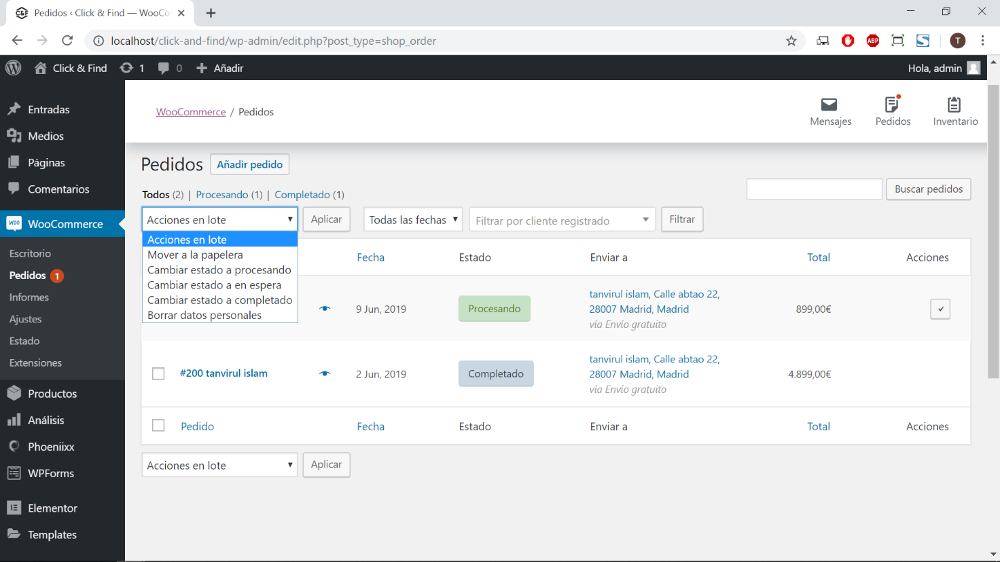 Pedidos ‹ Click & Find — WooCo
localhost/click-and-find/wp-admin/edit.php?post_type=shop_order
ABP
T
Click & Find
1
0
Añadir
Hola, admin
Entradas
Medios
Páginas
Comentarios
WooCommerce
Escritorio
Pedidos 1
Informes
Ajustes
Estado
Extensiones
Productos
Análisis
Phoeniixx
WPForms
Elementor
Templates
WooCommerce / Pedidos
Mensajes
Pedidos
Inventario
Pedidos
Añadir pedido
Todos (2) | Procesando (1) | Completado (1)
Buscar pedidos
Acciones en lote
Aplicar
Todas las fechas
Filtrar por cliente registrado
Filtrar
Acciones en lote
Mover a la papelera
Cambiar estado a procesando
Cambiar estado a en espera
Cambiar estado a completado
Borrar datos personales
Fecha
Estado
Enviar a
Total
Acciones
9 Jun, 2019
Procesando
tanvirul islam, Calle abtao 22,
28007 Madrid, Madrid
vía Envío gratuito
899,00€
#200 tanvirul islam
2 Jun, 2019
Completado
tanvirul islam, Calle abtao 22,
28007 Madrid, Madrid
vía Envío gratuito
4.899,00€
Pedido
Fecha
Estado
Enviar a
Total
Acciones
Acciones en lote
Aplicar